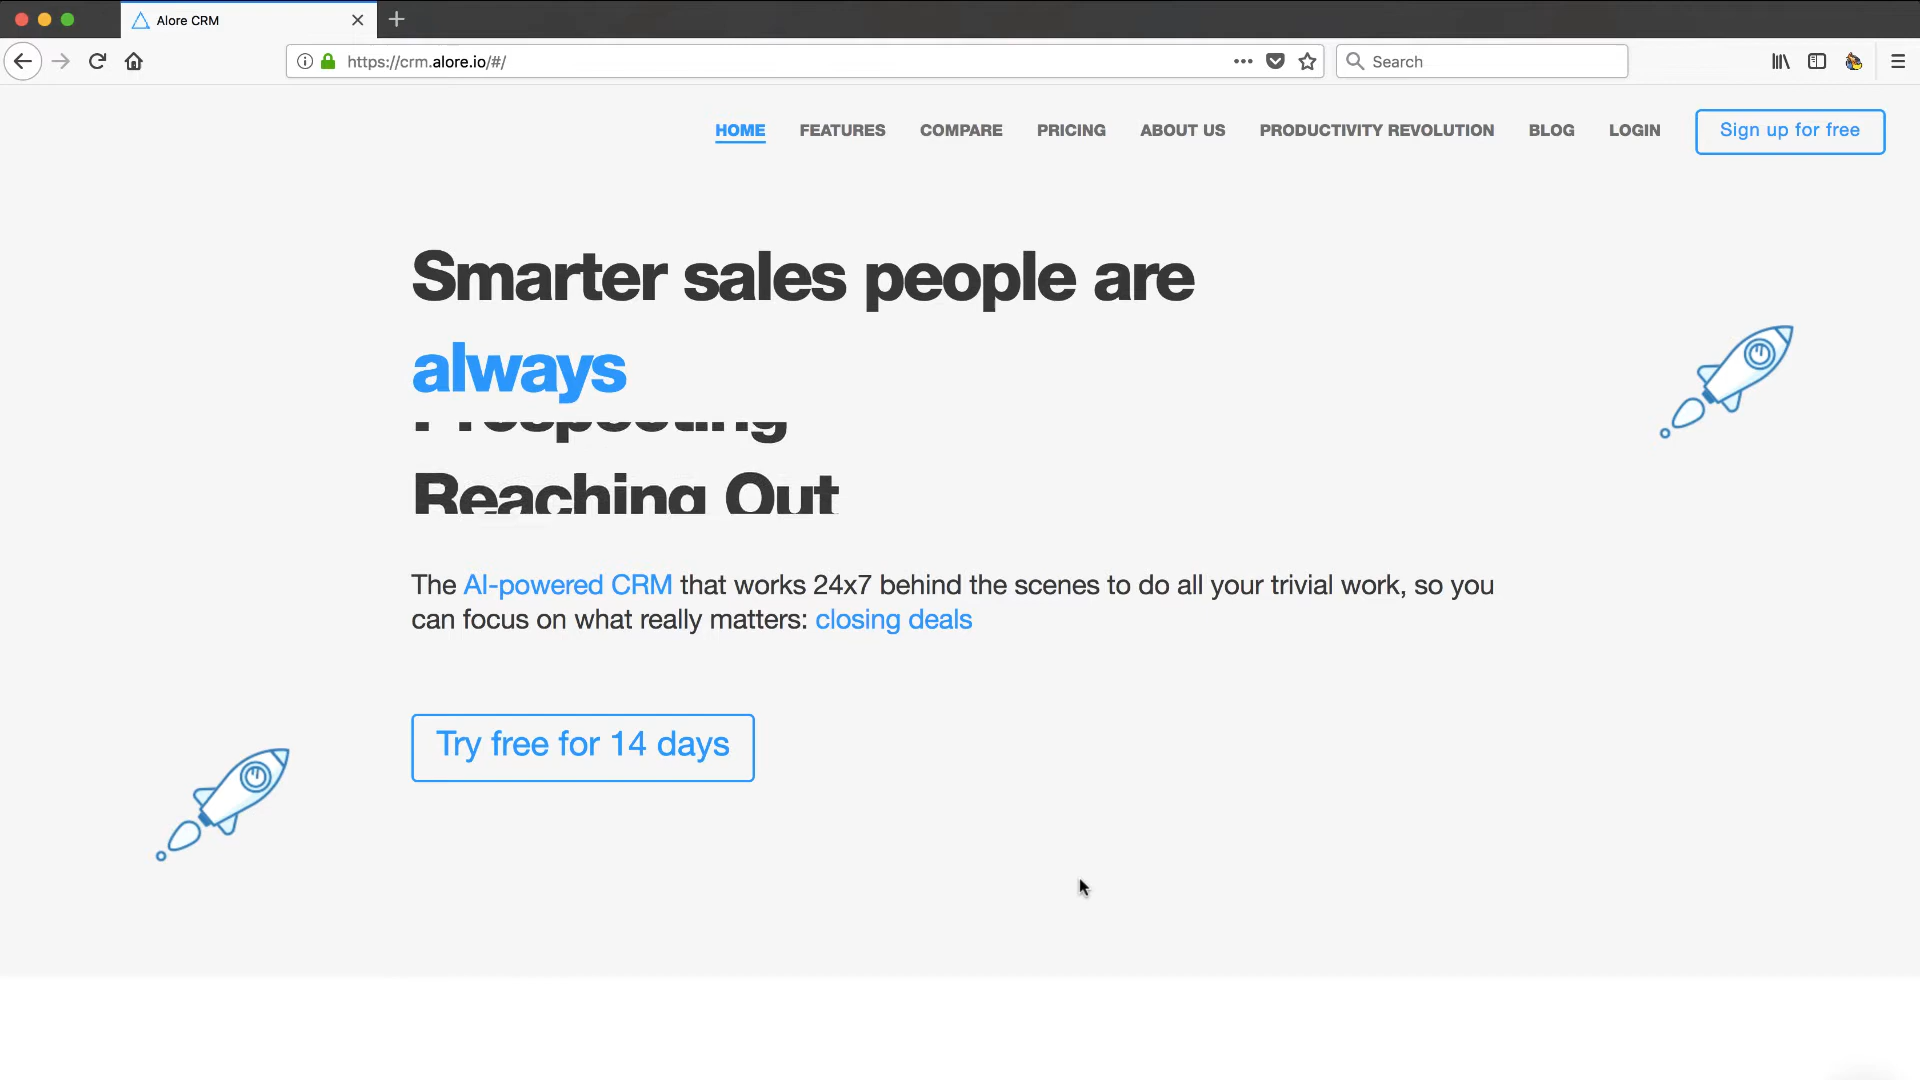 Alore CRM
https://crm.alore.io/#/
Search
HOME FEATURES COMPARE PRICING ABOUT US PRODUCTIVITY REVOLUTION BLOG LOGIN Sign up for free
Smarter sales people are
always
Prospecting
Reaching Out
The AI-powered CRM that works 24x7 behind the scenes to do all your trivial work, so you
can focus on what really matters: closing deals
Try free for 14 days